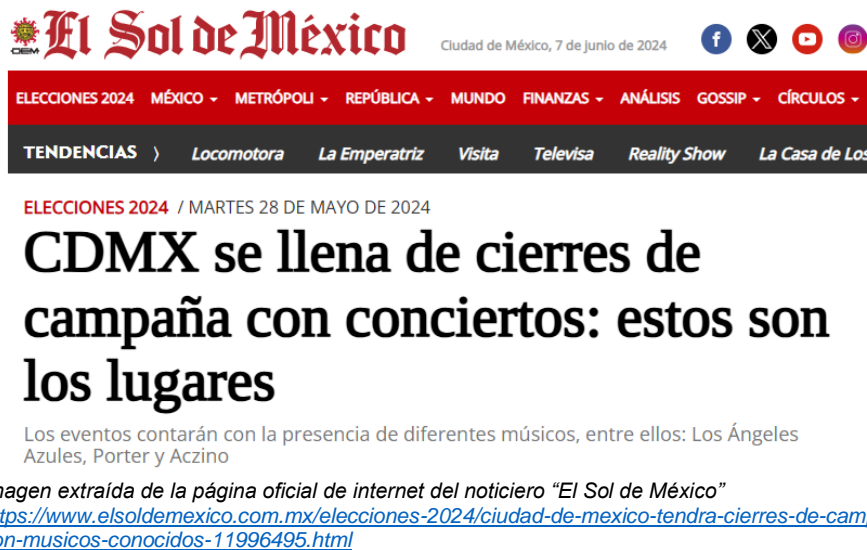 OEM El Sol de México Ciudad de México, 7 de junio de 2024
ELECCIONES 2024 MÉXICO METRÓPOLI REPÚBLICA MUNDO FINANZAS ANÁLISIS GOSSIP CÍRCULOS
TENDENCIAS Locomotora La Emperatriz Visita Televisa Reality Show La Casa de Los
ELECCIONES 2024 / MARTES 28 DE MAYO DE 2024
CDMX se llena de cierres de
campaña con conciertos: estos son
los lugares
Los eventos contarán con la presencia de diferentes músicos, entre ellos: Los Ángeles
Azules, Porter y Aczino
magen extraída de la página oficial de internet del noticiero “El Sol de México”
tps://www.elsoldemexico.com.mx/elecciones-2024/ciudad-de-mexico-tendra-cierres-de-camp
on-musicos-conocidos-11996495.html